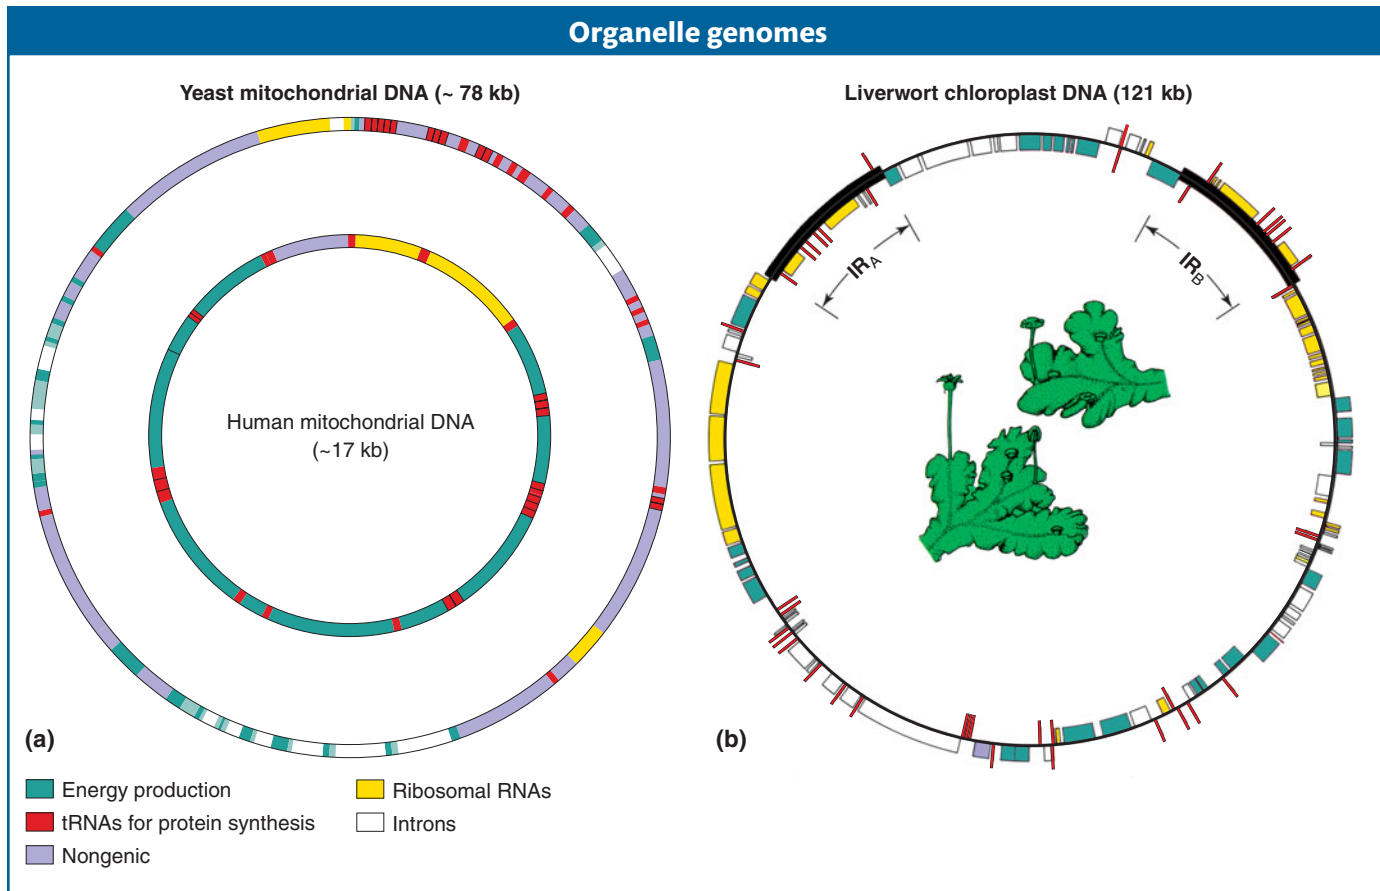 Organelle genomes
Yeast mitochondrial DNA (~ 78 kb)
Human mitochondrial DNA
(~17 kb)
(a)
Liverwort chloroplast DNA (121 kb)
IRA
IRB
(b)
Energy production
tRNAs for protein synthesis
Nongenic
Ribosomal RNAs
Introns